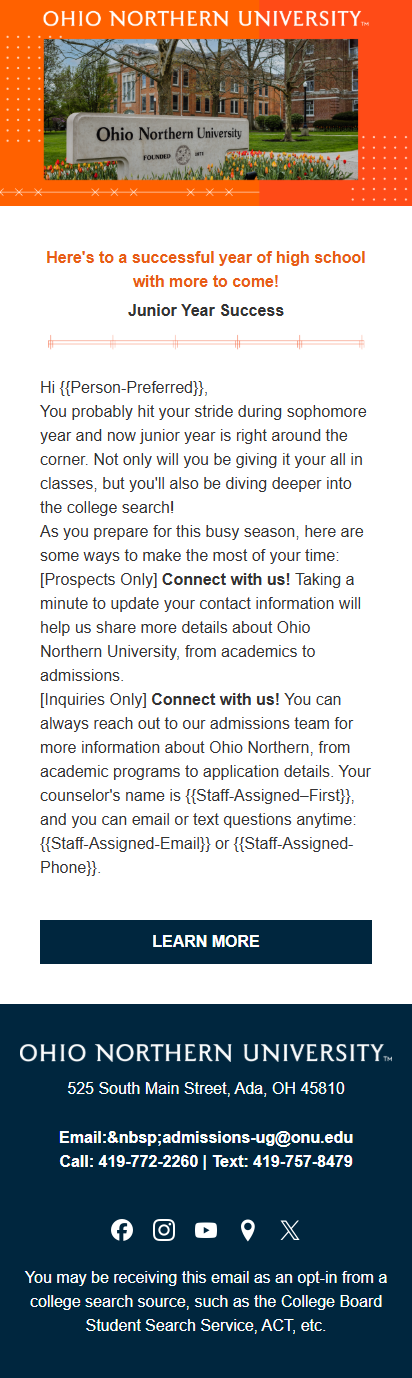 OHIO NORTHERN UNIVERSITY™
Ohio Northern University
FOUNDED 1871
Here's to a successful year of high school
with more to come!
Junior Year Success
Hi {{Person-Preferred}},
You probably hit your stride during sophomore
year and now junior year is right around the
corner. Not only will you be giving it your all in
classes, but you'll also be diving deeper into
the college search!
As you prepare for this busy season, here are
some ways to make the most of your time:
[Prospects Only] Connect with us! Taking a
minute to update your contact information will
help us share more details about Ohio
Northern University, from academics to
admissions.
[Inquiries Only] Connect with us! You can
always reach out to our admissions team for
more information about Ohio Northern, from
academic programs to application details. Your
counselor's name is {{Staff-Assigned–First}},
and you can email or text questions anytime:
{{Staff-Assigned-Email}} or {{Staff-Assigned-
Phone}}.
LEARN MORE
OHIO NORTHERN UNIVERSITY™
525 South Main Street, Ada, OH 45810
Email:&nbsp;admissions-ug@onu.edu
Call: 419-772-2260 | Text: 419-757-8479
You may be receiving this email as an opt-in from a
college search source, such as the College Board
Student Search Service, ACT, etc.